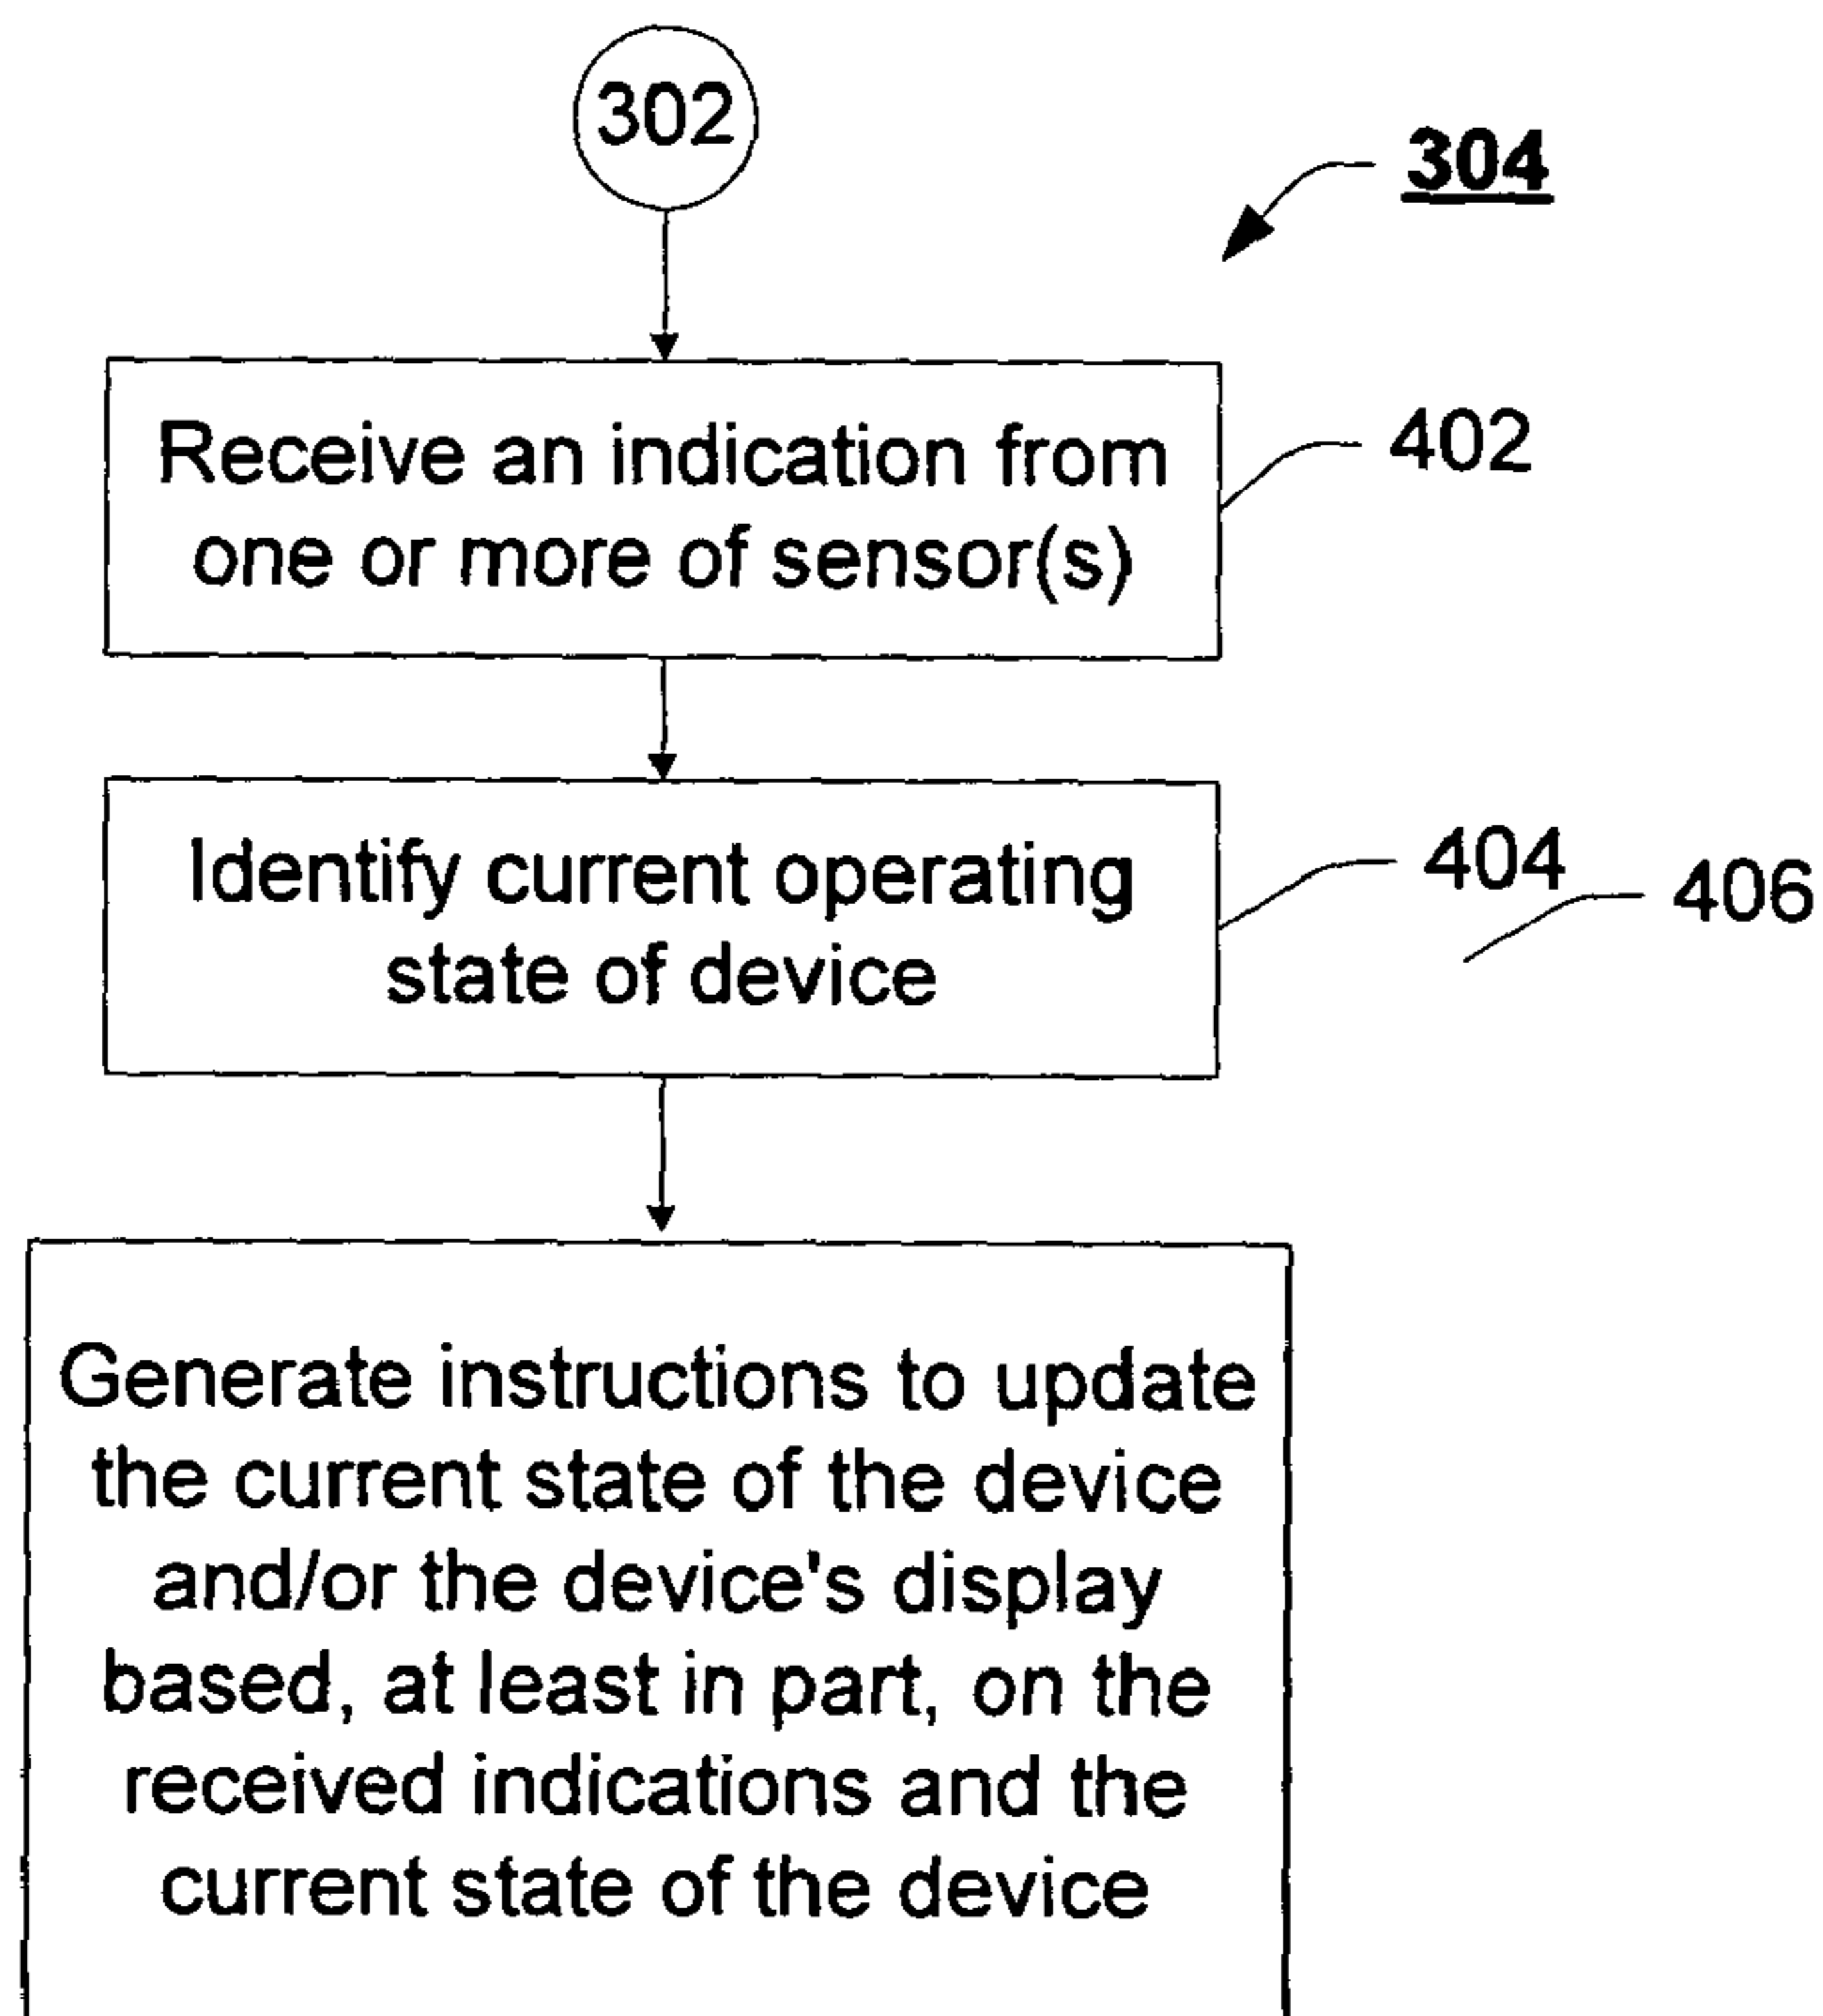 302
304
Receive an indication from
one or more of sensor(s)
402
Identify current operating
state of device
404
406
Generate instructions to update
the current state of the device
and/or the device's display
based, at least in part, on the
received indications and the
current state of the device